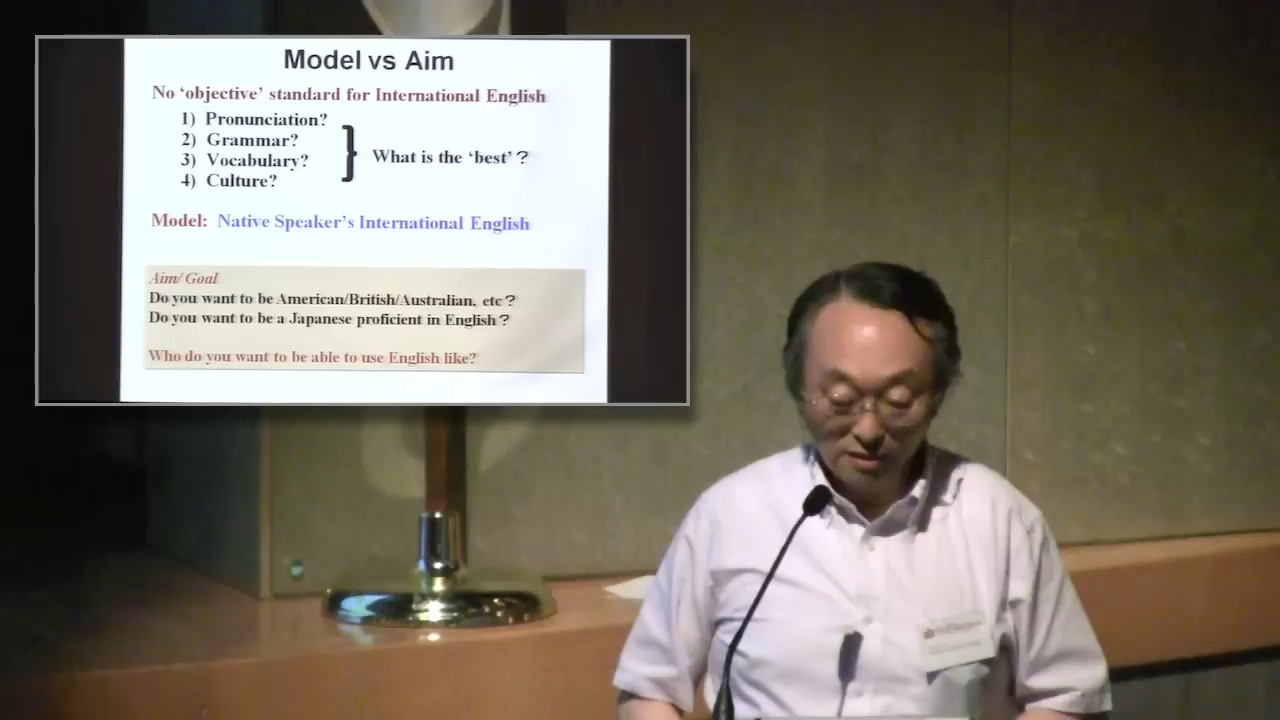 Model vs Aim
No ‘objective’ standard for International English
1) Pronunciation?
2) Grammar?
3) Vocabulary?
4) Culture?
} What is the ‘best’ ?
Model: Native Speaker’s International English
Aim/ Goal
Do you want to be American/British/Australian, etc ?
Do you want to be a Japanese proficient in English ?
Who do you want to be able to use English like?